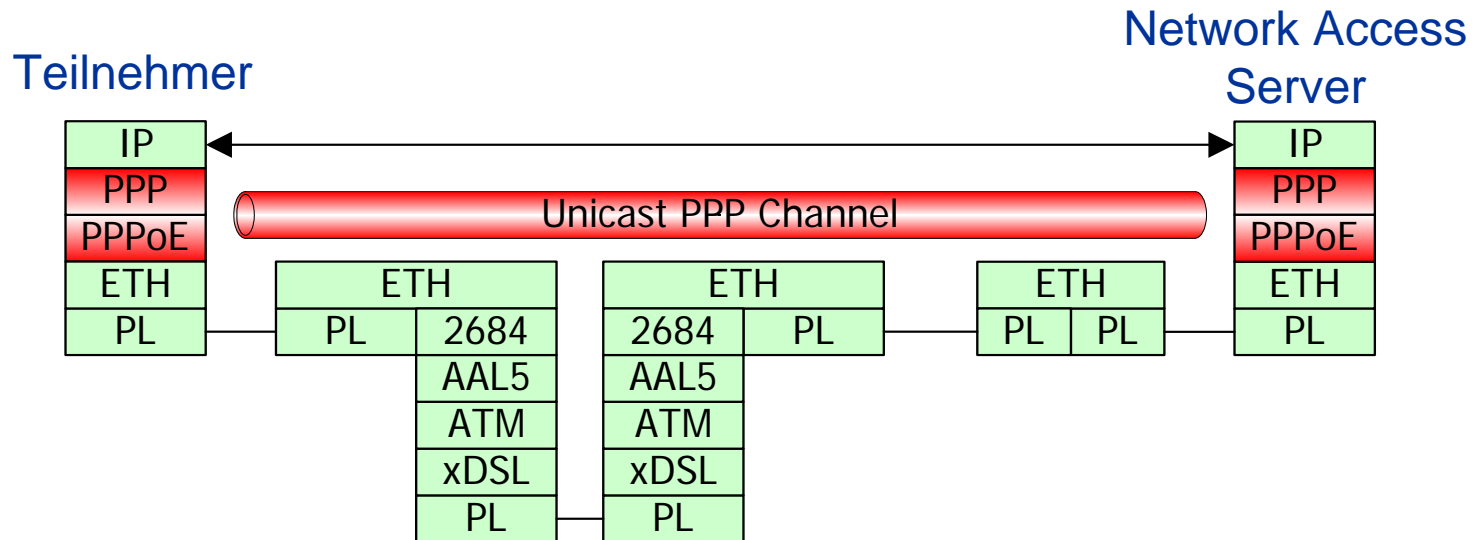 Network Access
Teilnehmer
Server
IP
IP
PPP
PPP
Unicast PPP Channel
PPPoE
PPPoE
ETH
ETH
ETH
ETH
ETH
PL
PL
2684
2684
PL
PL
PL
PL
AAL5
AAL5
ATM
ATM
xDSL
xDSL
PL
PL